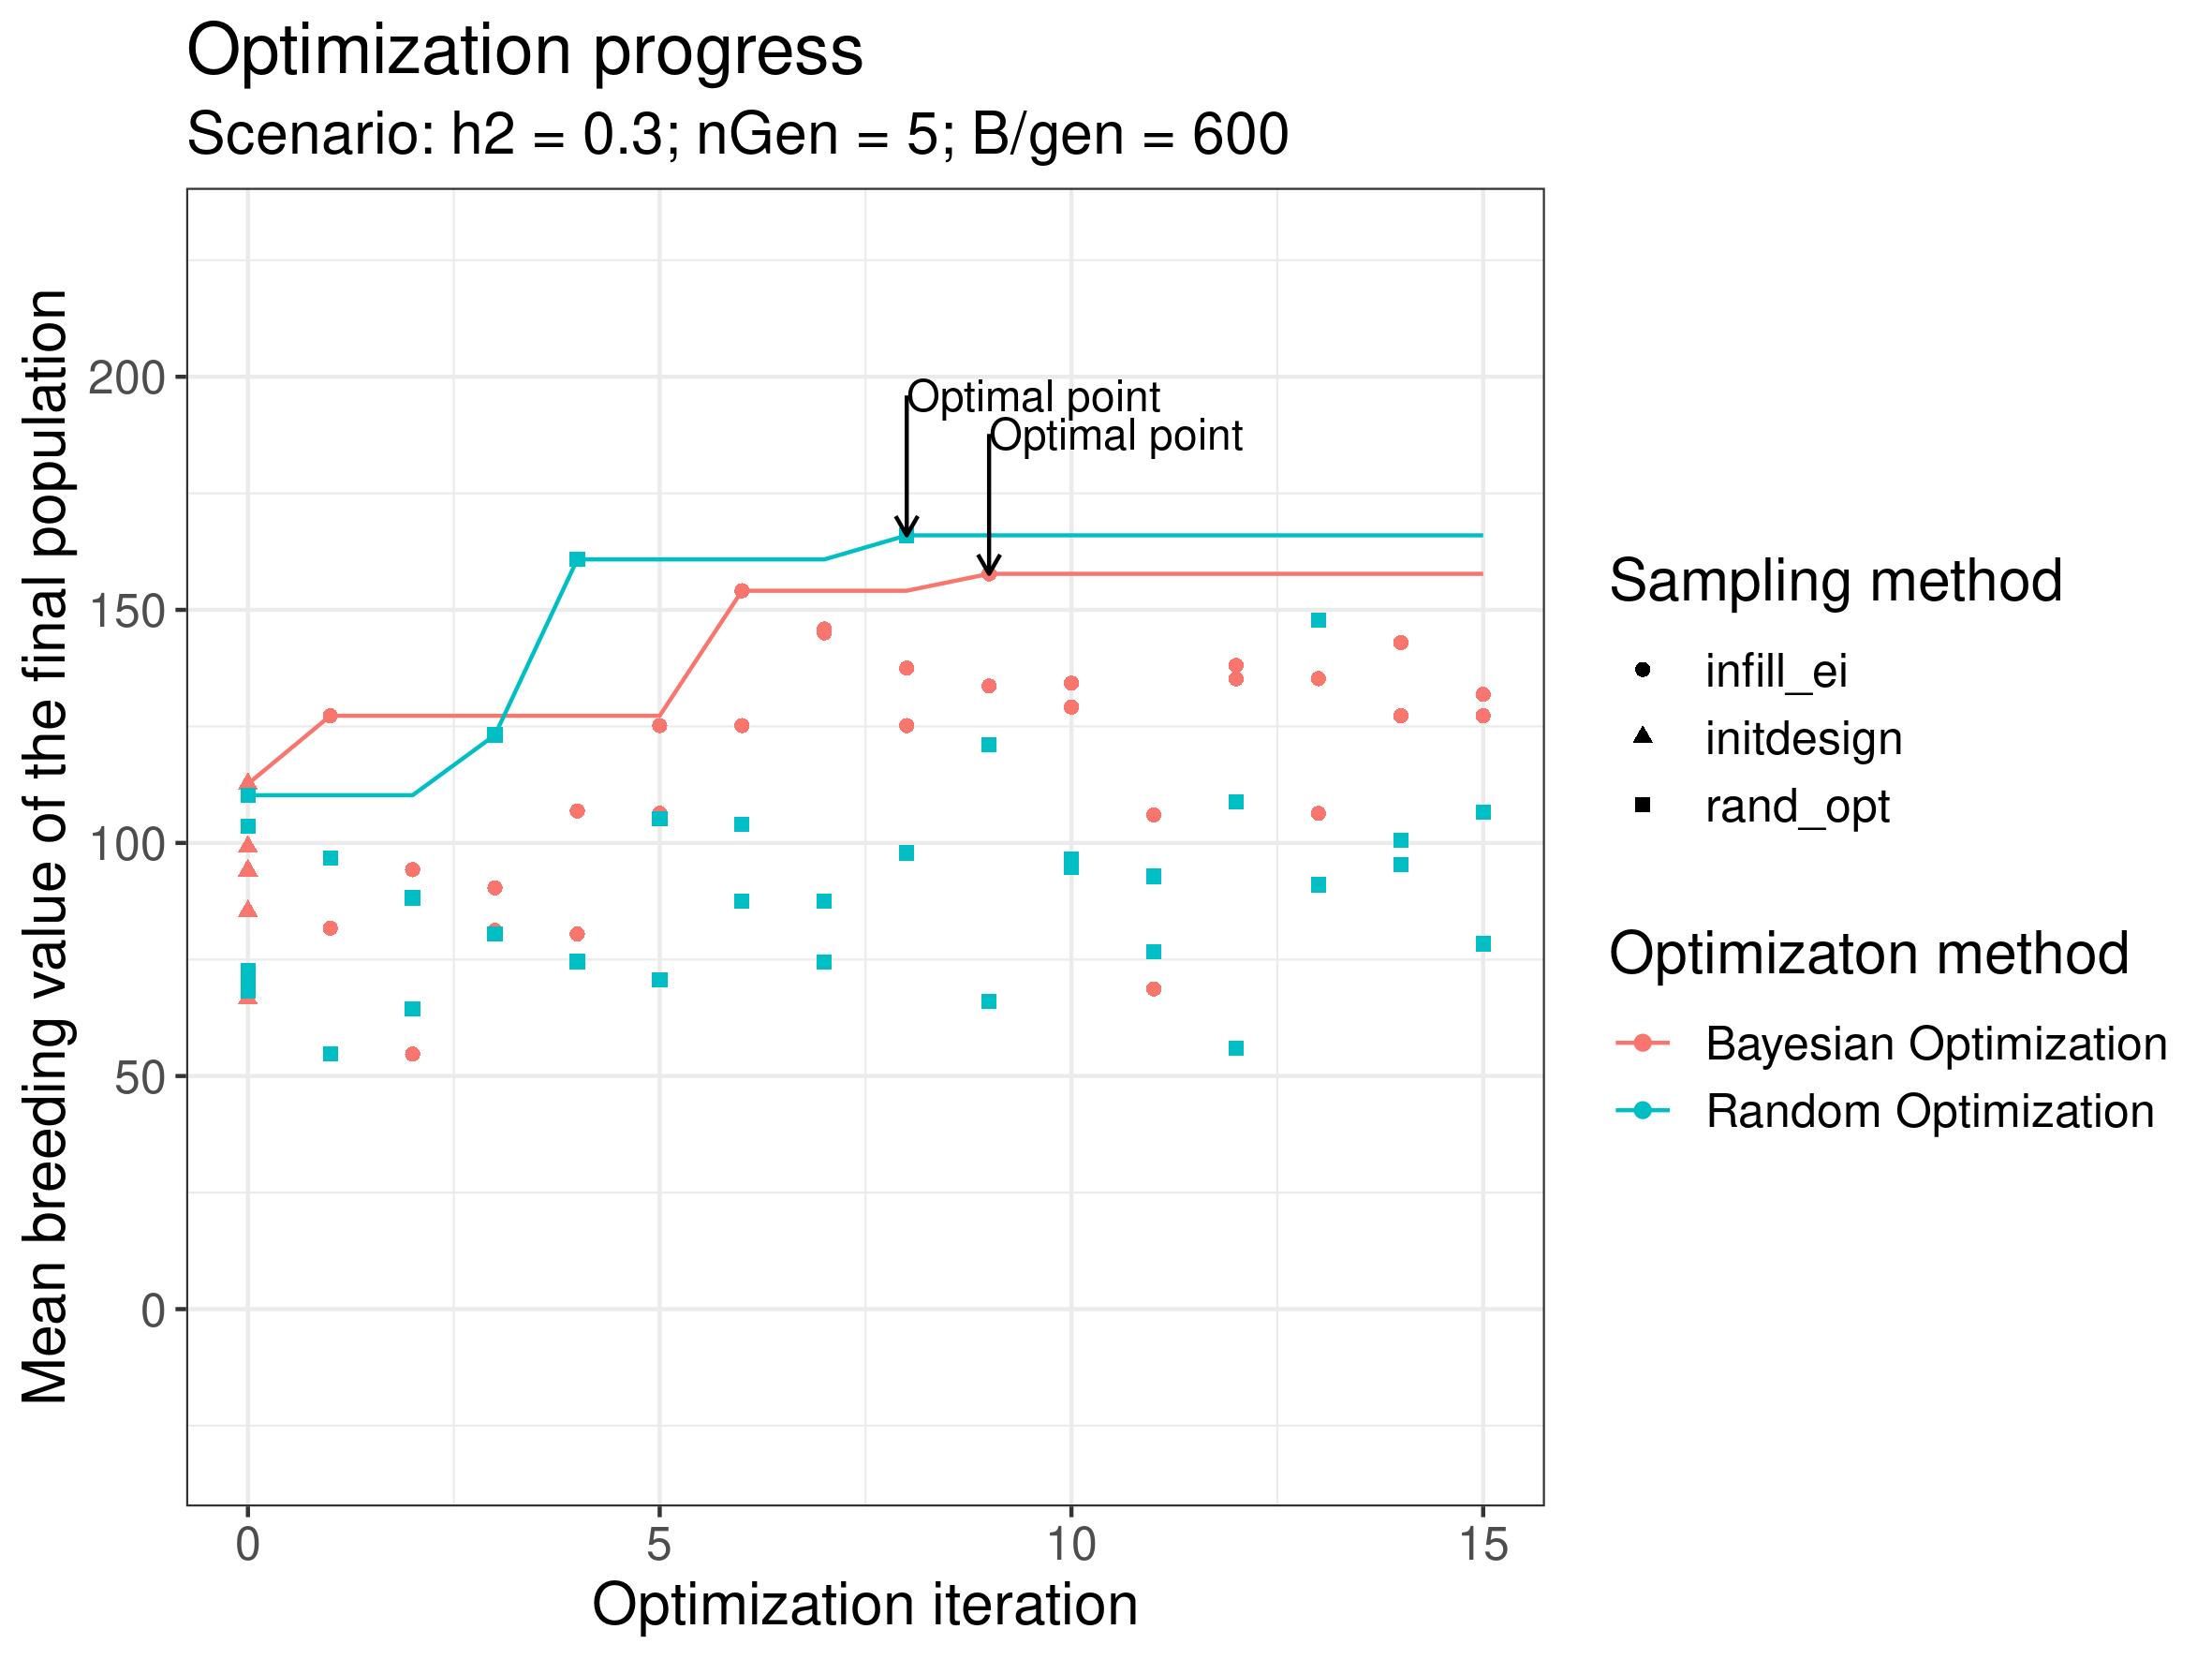 Optimization progress
Scenario: h2 = 0.3; nGen = 5; B/gen = 600
Mean breeding value of the final population
200
150
100
50
0
Optimal point
Optimal point
0
5
10
15
Optimization iteration
Sampling method
infill_ei
initdesign
rand_opt
Optimizaton method
Bayesian Optimization
Random Optimization